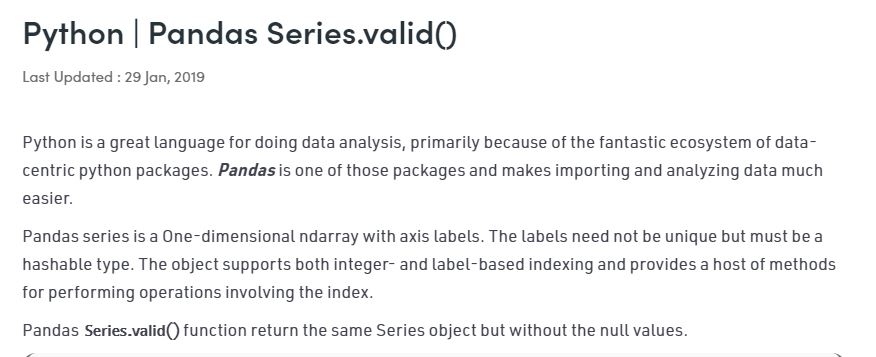 Python | Pandas Series.valid()
Last Updated : 29 Jan, 2019
Python is a great language for doing data analysis, primarily because of the fantastic ecosystem of data-
centric python packages. Pandas is one of those packages and makes importing and analyzing data much
easier.
Pandas series is a One-dimensional ndarray with axis labels. The labels need not be unique but must be a
hashable type. The object supports both integer- and label-based indexing and provides a host of methods
for performing operations involving the index.
Pandas Series.valid() function return the same Series object but without the null values.